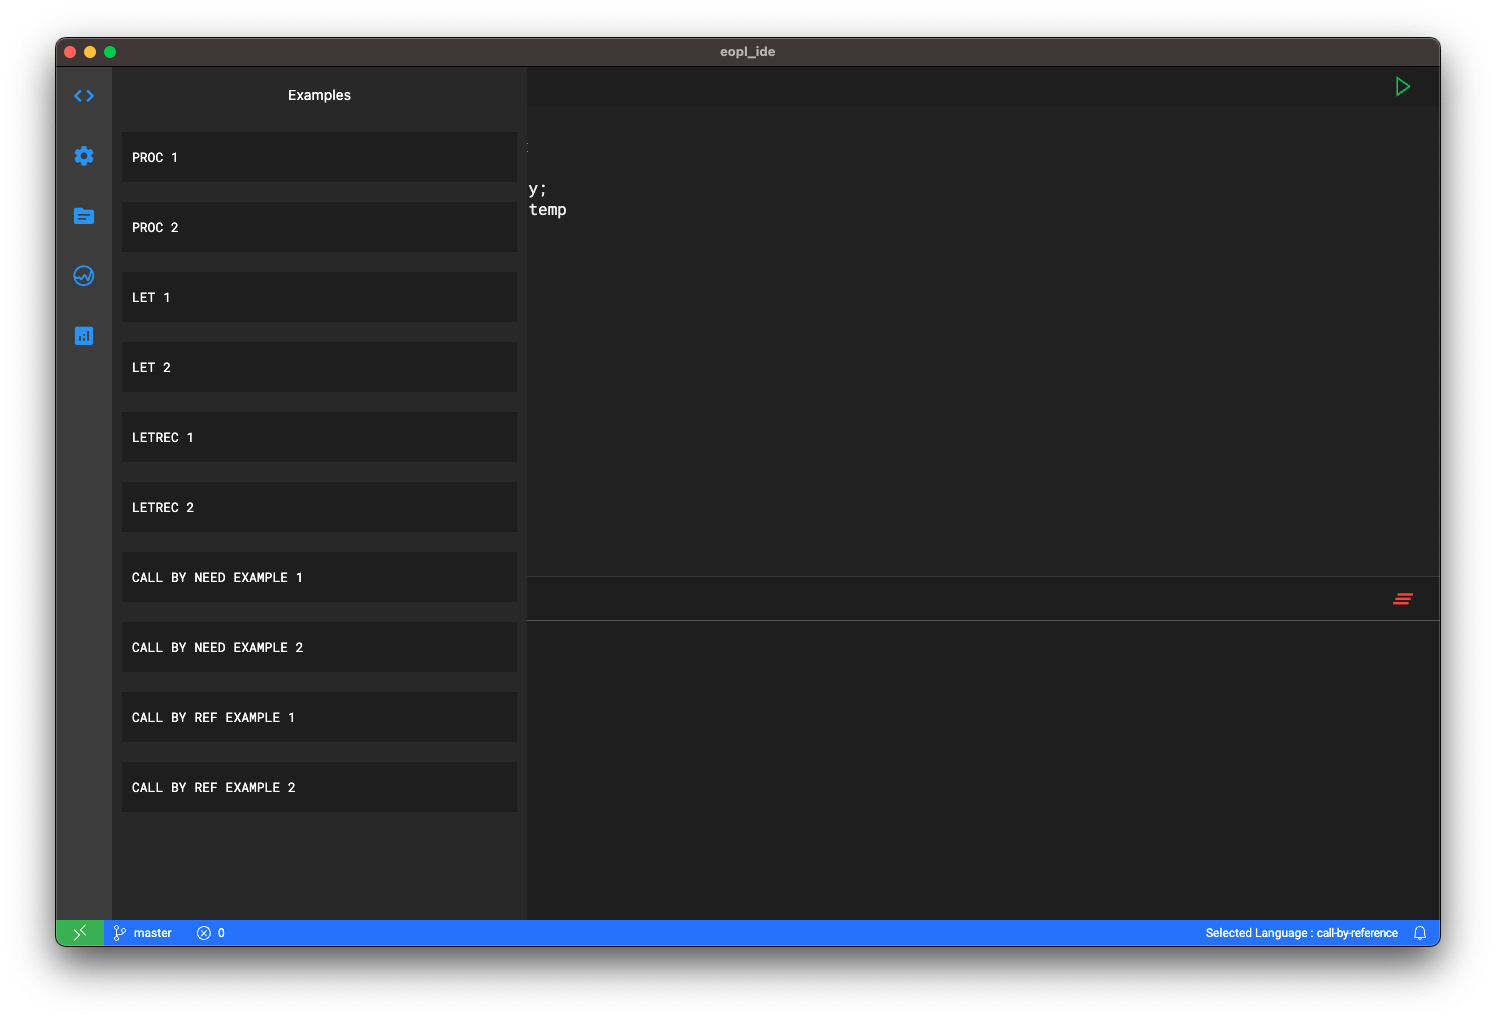 eopl_ide
Examples
PROC 1
PROC 2
LET 1
LET 2
LETREC 1
LETREC 2
CALL BY NEED EXAMPLE 1
CALL BY NEED EXAMPLE 2
CALL BY REF EXAMPLE 1
CALL BY REF EXAMPLE 2
y;
temp
master
0
Selected Language : call-by-reference